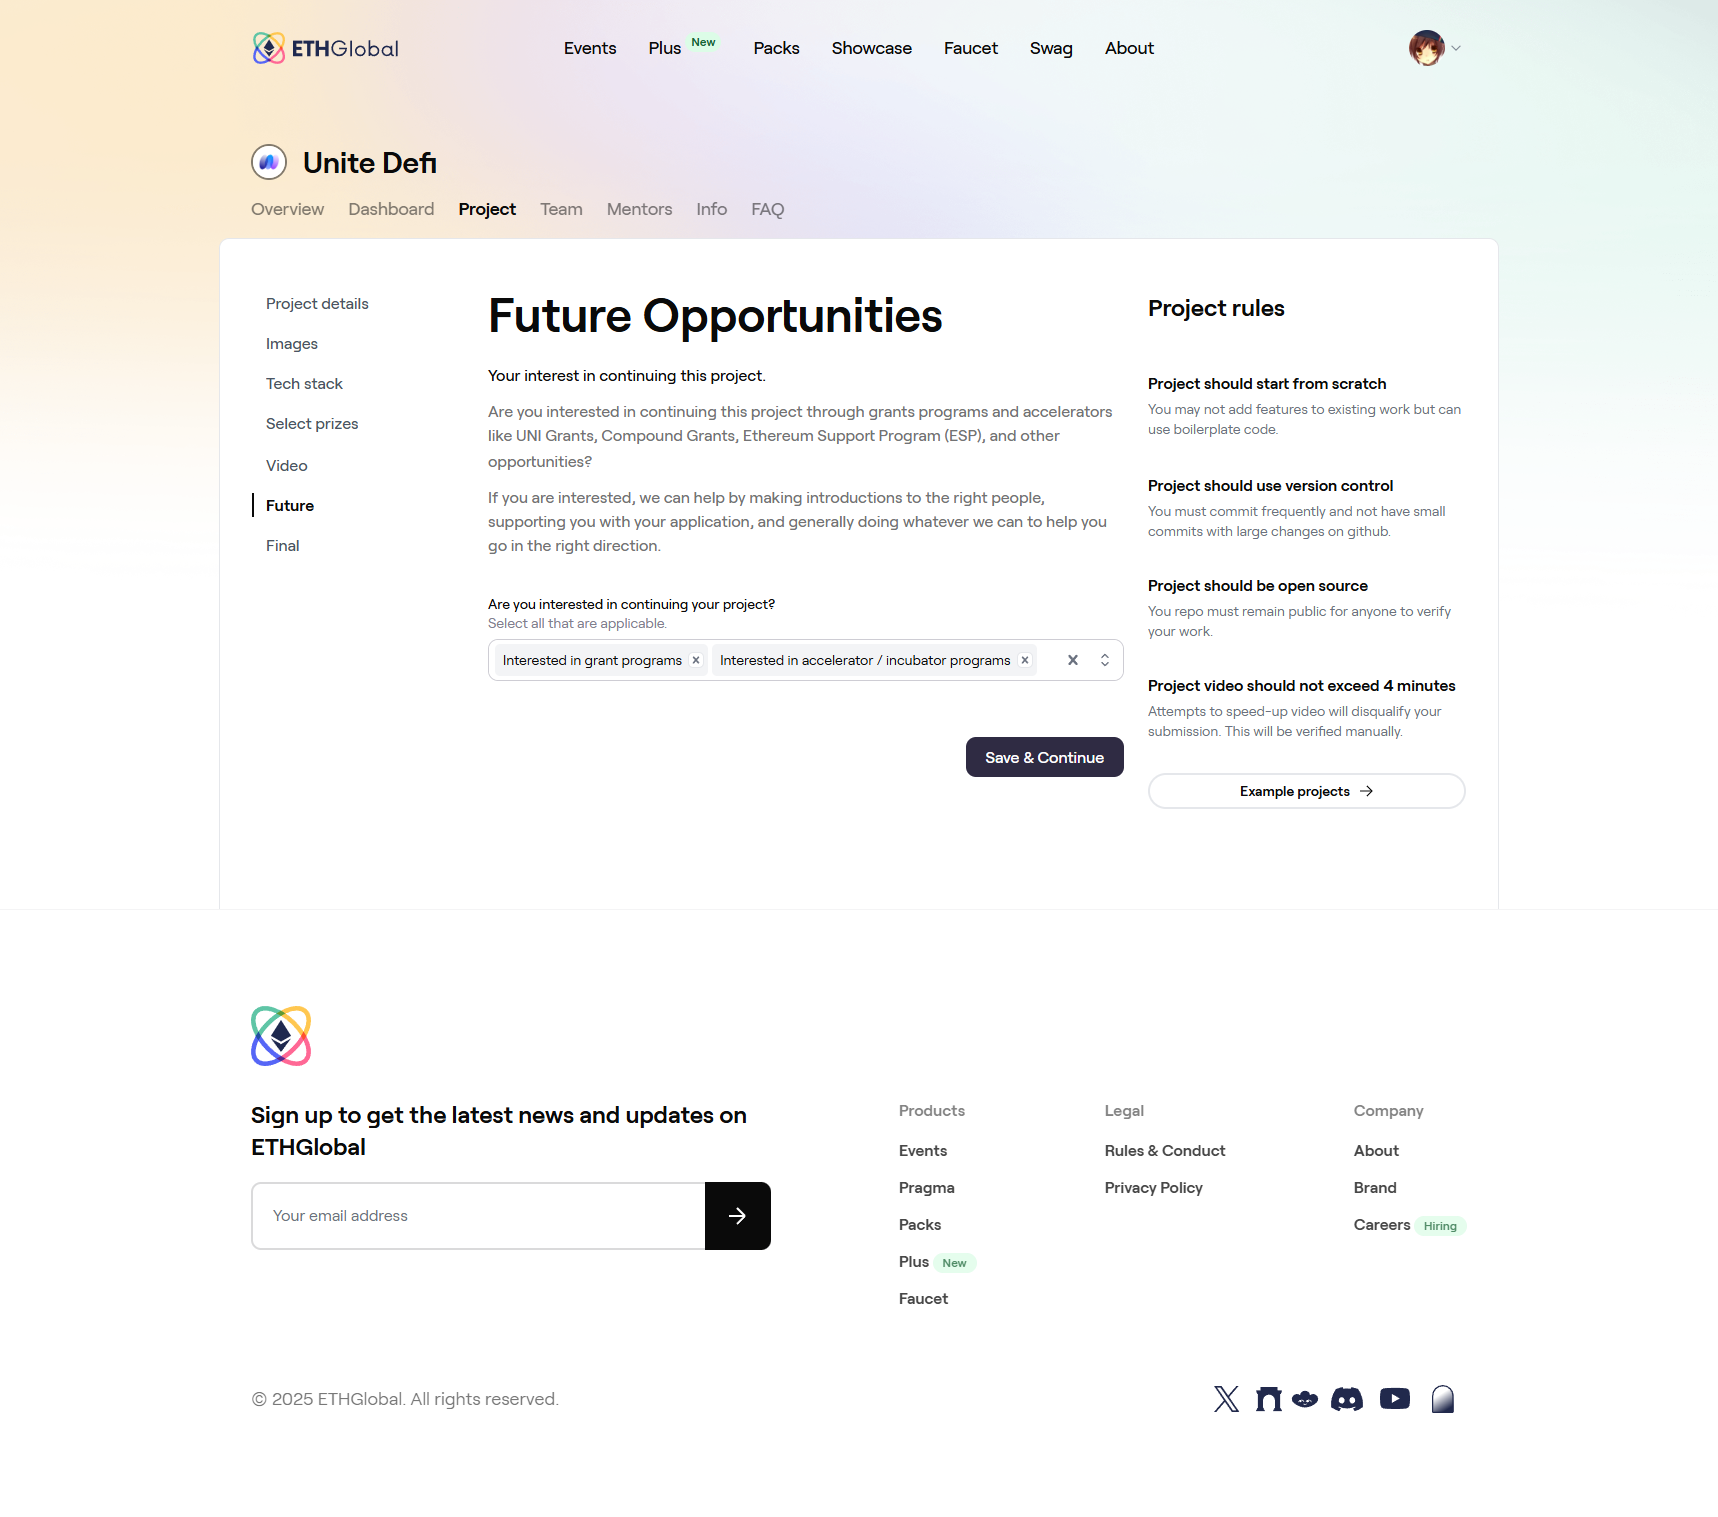 ETHGlobal
Events
Plus New
Packs
Showcase
Faucet
Swag
About
Unite Defi
Overview
Dashboard
Project
Team
Mentors
Info
FAQ
Project details
Images
Tech stack
Select prizes
Video
Future
Final
Future Opportunities
Your interest in continuing this project.
Are you interested in continuing this project through grants programs and accelerators
like UNI Grants, Compound Grants, Ethereum Support Program (ESP), and other
opportunities?
If you are interested, we can help by making introductions to the right people,
supporting you with your application, and generally doing whatever we can to help you
go in the right direction.
Are you interested in continuing your project?
Select all that are applicable.
Interested in grant programs
Interested in accelerator / incubator programs
Save & Continue
Project rules
Project should start from scratch
You may not add features to existing work but can
use boilerplate code.
Project should use version control
You must commit frequently and not have small
commits with large changes on github.
Project should be open source
You repo must remain public for anyone to verify
your work.
Project video should not exceed 4 minutes
Attempts to speed-up video will disqualify your
submission. This will be verified manually.
Example projects
Sign up to get the latest news and updates on
ETHGlobal
Your email address
Products
Events
Pragma
Packs
Plus New
Faucet
Legal
Rules & Conduct
Privacy Policy
Company
About
Brand
Careers Hiring
© 2025 ETHGlobal. All rights reserved.